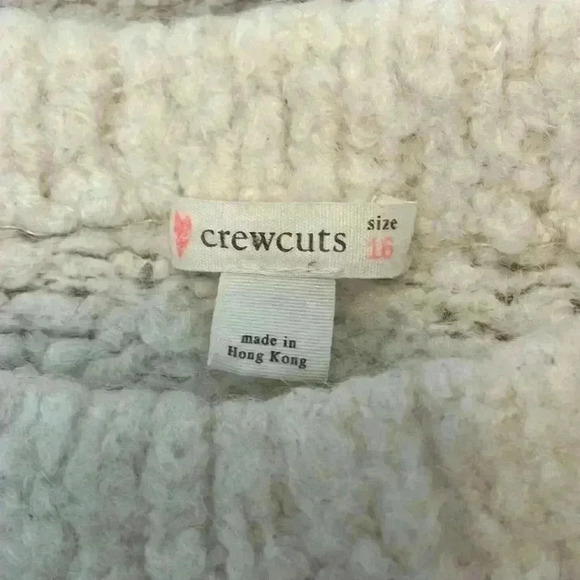 crewcuts
size
16
made in
Hong Kong